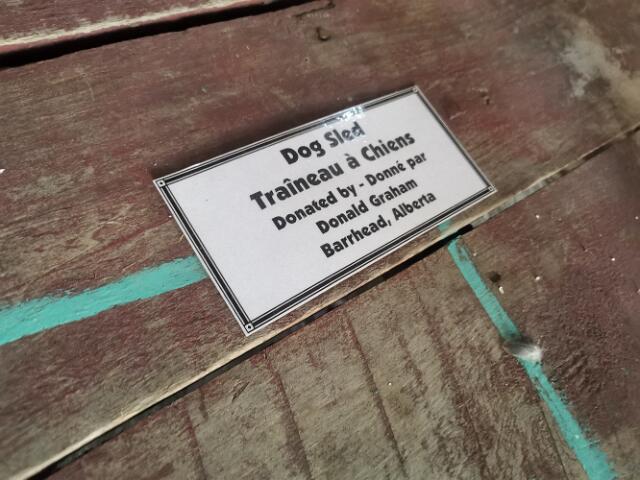 Dog Sled
Traîneau à Chiens
Donated by - Donné par
Donald Graham
Barrhead, Alberta